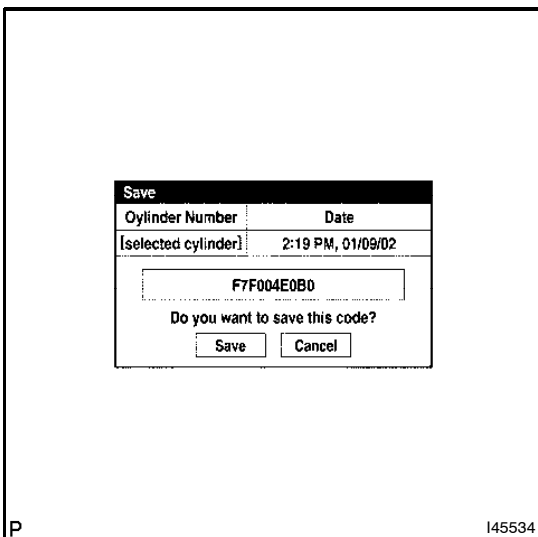 Save
Oylinder Number Date
[selected cylinder] 2:19 PM, 01/09/02
F7F004E0B0
Do you want to save this code?
Save Cancel
P I45534